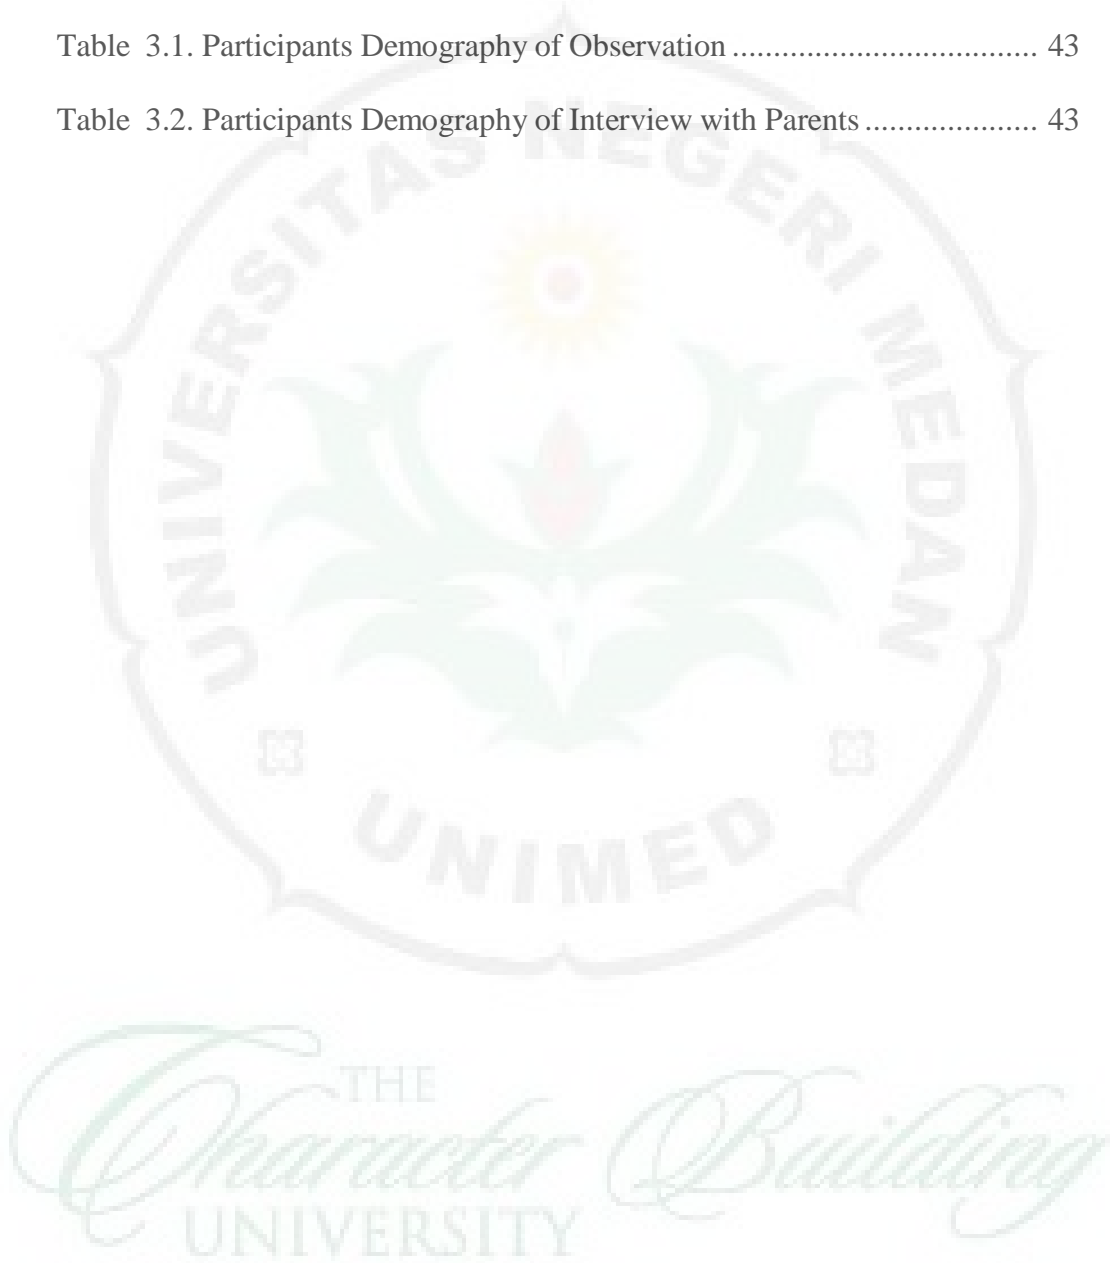 Table 3.1. Participants Demography of Observation ..................................... 43
Table 3.2. Participants Demography of Interview with Parents ..................... 43
UNIVERSITAS NEGERI MEDAN
UNIMED
THE
Character Building
UNIVERSITY